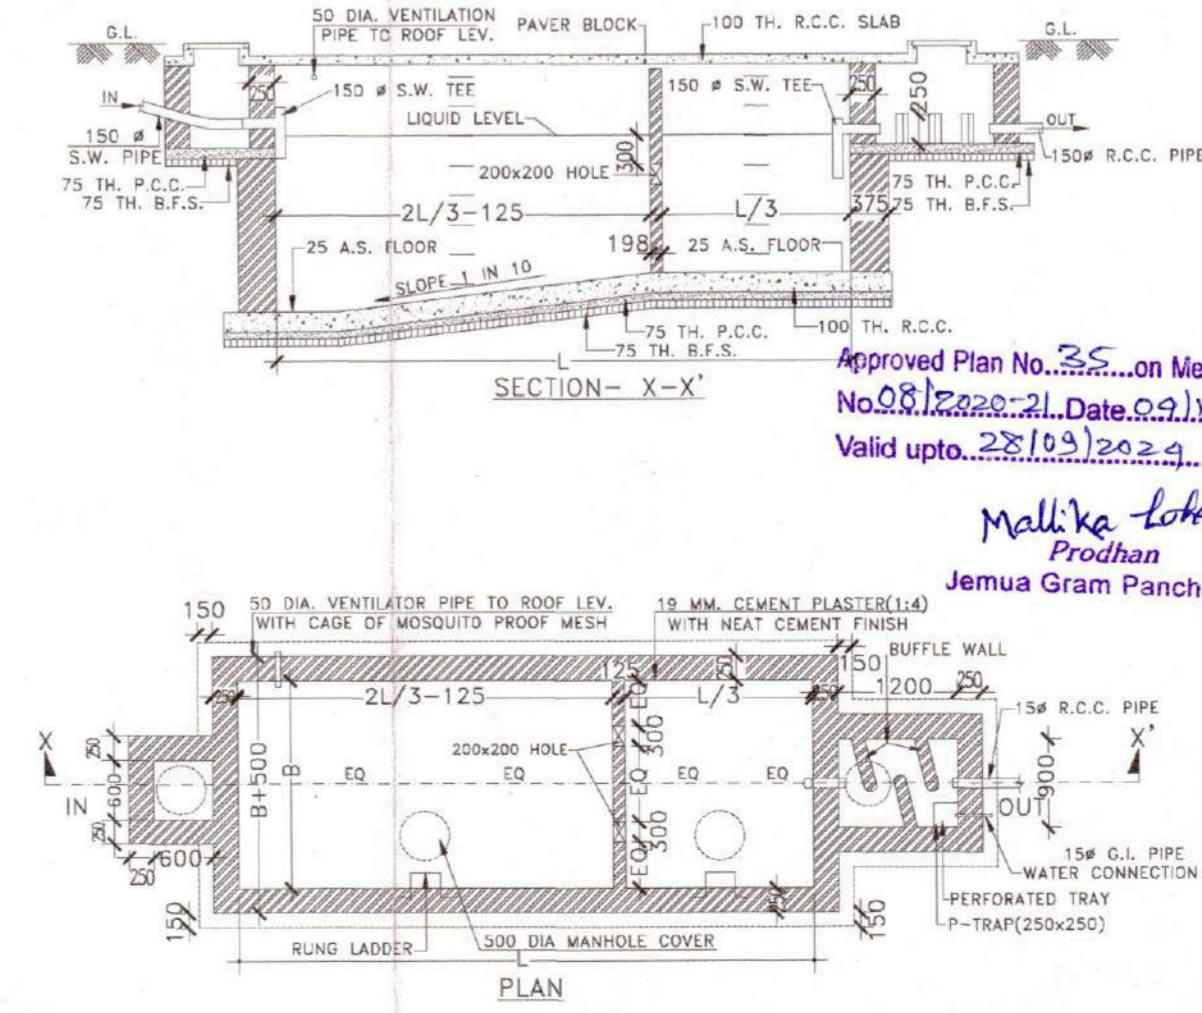 50 DIA. VENTILATION
PIPE TO ROOF LEV.
PAVER BLOCK
100 TH. R.C.C. SLAB
G.L.
G.L.
250
150 ø S.W. TEE
150 ø S.W. TEE
250
250
IN
LIQUID LEVEL
OUT
150 ø
S.W. PIPE
300
150ø R.C.C. PIPE
200x200 HOLE
75 TH. P.C.C.
75 TH. B.F.S.
75 TH. P.C.C.
75 TH. B.F.S.
2L/3-125
L/3
375
198
25 A.S. FLOOR
25 A.S. FLOOR
SLOPE 1 IN 10
75 TH. P.C.C.
75 TH. B.F.S.
100 TH. R.C.C.
L
SECTION- X-X'
Approved Plan No. 35 on Me
No. 08/2020-21 Date 09/
Valid upto 28/09/2024
Mallika
Prodhan
Jemua Gram Panch
150
50 DIA. VENTILATOR PIPE TO ROOF LEV.
WITH CAGE OF MOSQUITO PROOF MESH
19 MM. CEMENT PLASTER(1:4)
WITH NEAT CEMENT FINISH
BUFFLE WALL
125
250
150
1200
250
250
2L/3-125
EQ
L/3
250
15ø R.C.C. PIPE
X
250
600
250
IN
B+500
B
200x200 HOLE
300
EQ
EQ
EQ
EQ
EQ
300
EQ
900
X'
OUT
600
250
15ø G.I. PIPE
WATER CONNECTION
PERFORATED TRAY
P-TRAP(250x250)
150
250
150
RUNG LADDER
500 DIA MANHOLE COVER
L
PLAN